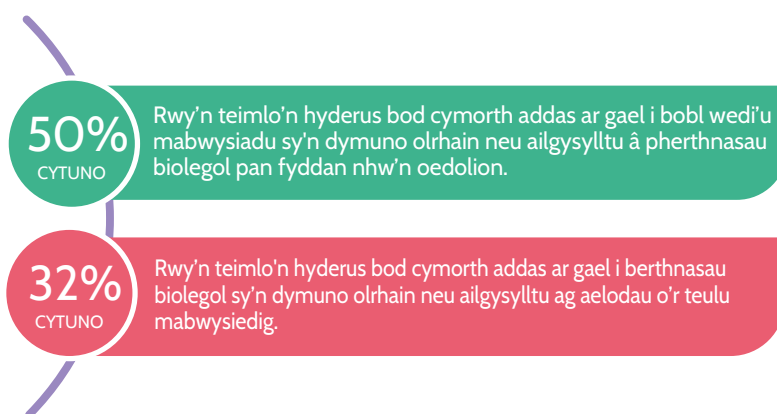 50%
CYTUNO
Rwy'n teimlo'n hyderus bod cymorth addas ar gael i bobl wedi'u
mabwysiadu sy'n dymuno olrhain neu ailgysylltu â pherthnasau
biolegol pan fyddan nhw'n oedolion.
32%
CYTUNO
Rwy'n teimlo'n hyderus bod cymorth addas ar gael i berthnasau
biolegol sy'n dymuno olrhain neu ailgysylltu ag aelodau o'r teulu
mabwysiedig.